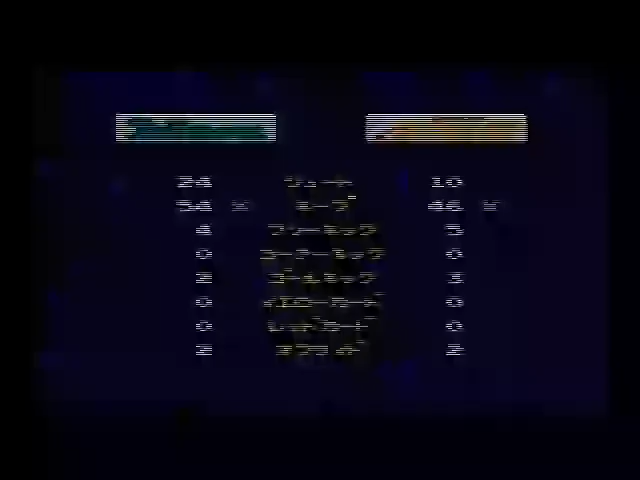 24 シュート 10
54 % キープ 46 %
4 フリーキック 5
0 コーナーキック 0
2 ゴールキック 3
0 イエローカード 0
0 レッドカード 0
2 オフサイド 2